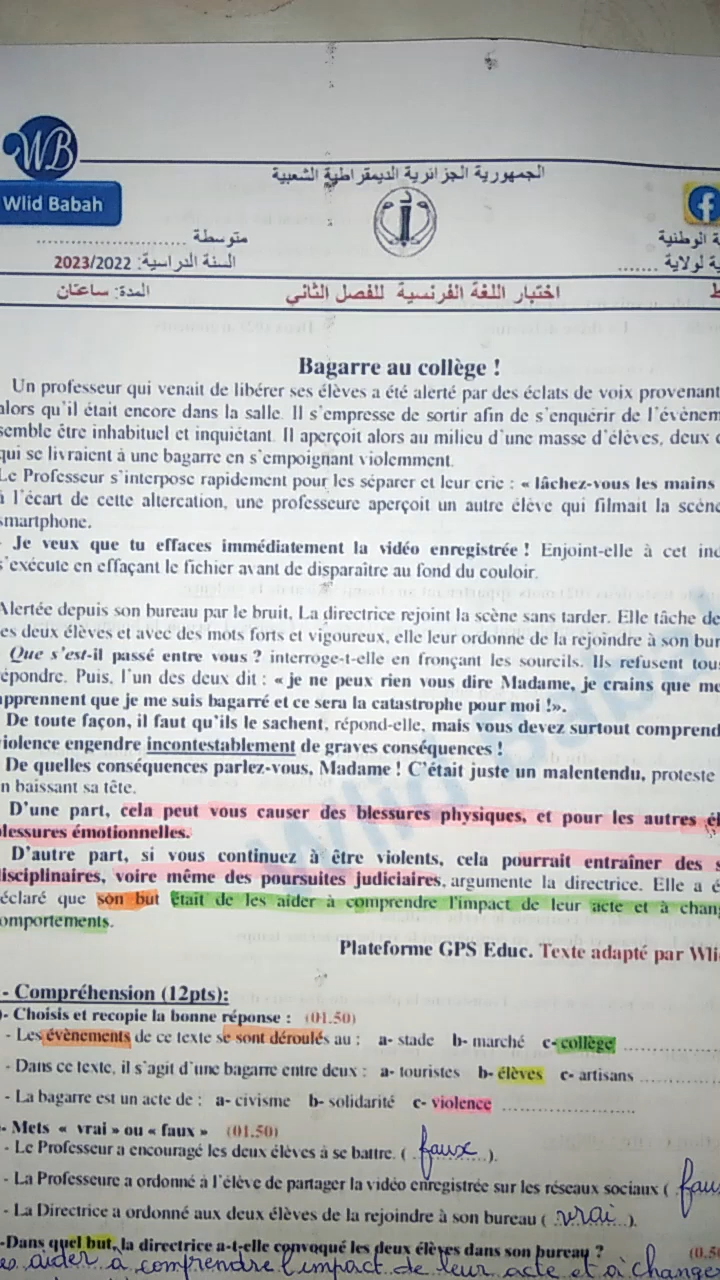 WB
Wlid Babah
الجمهورية الجزائرية الديمقراطية الشعبية
متوسطة ..............................
ة الوطنية
السنة الدراسية: 2023/2022
ية لولاية .......
المدة: ساعتان
اختبار اللغة الفرنسية للفصل الثاني
ط
Bagarre au collège !
Un professeur qui venait de libérer ses élèves a été alerté par des éclats de voix provenant
alors qu'il était encore dans la salle. Il s'empresse de sortir afin de s'enquérir de l'évènem
semble être inhabituel et inquiétant. Il aperçoit alors au milieu d'une masse d'élèves, deux
qui se livraient à une bagarre en s'empoignant violemment.
Le Professeur s'interpose rapidement pour les séparer et leur crie : « lâchez-vous les mains
à l'écart de cette altercation, une professeure aperçoit un autre élève qui filmait la scène
smartphone.
- Je veux que tu effaces immédiatement la vidéo enregistrée ! Enjoint-elle à cet ind
s'exécute en effaçant le fichier avant de disparaître au fond du couloir.
Alertée depuis son bureau par le bruit, La directrice rejoint la scène sans tarder. Elle tâche de
es deux élèves et avec des mots forts et vigoureux, elle leur ordonne de la rejoindre à son bur
Que s'est-il passé entre vous ? interroge-t-elle en fronçant les sourcils. Ils refusent tous
épondre. Puis, l'un des deux dit : « je ne peux rien vous dire Madame, je crains que me
apprennent que je me suis bagarré et ce sera la catastrophe pour moi !».
De toute façon, il faut qu'ils le sachent, répond-elle, mais vous devez surtout comprend
violence engendre incontestablement de graves conséquences !
De quelles conséquences parlez-vous, Madame ! C'était juste un malentendu, proteste
n baissant sa tête.
D'une part, cela peut vous causer des blessures physiques, et pour les autres él
blessures émotionnelles.
D'autre part, si vous continuez à être violents, cela pourrait entraîner des s
disciplinaires, voire même des poursuites judiciaires, argumente la directrice. Elle a é
éclaré que son but était de les aider à comprendre l'impact de leur acte et à chang
omportements.
Plateforme GPS Educ. Texte adapté par Wli
- Compréhension (12pts):
)- Choisis et recopie la bonne réponse : (01.50)
- Les évènements de ce texte se sont déroulés au : a- stade b- marché c- collège ..................
- Dans ce texte, il s'agit d'une bagarre entre deux : a- touristes b- élèves c- artisans ...............
- La bagarre est un acte de : a- civisme b- solidarité c- violence ........................
- Mets « vrai » ou « faux » (01.50)
- Le Professeur a encouragé les deux élèves à se battre. ( faux ).
- La Professeure a ordonné à l'élève de partager la vidéo enregistrée sur les réseaux sociaux ( fau
- La Directrice a ordonné aux deux élèves de la rejoindre à son bureau ( vrai ).
-Dans quel but, la directrice a-t-elle convoqué les deux élèves dans son bureau ? (0.5
es aider à comprendre l'impact de leur acte et à changer